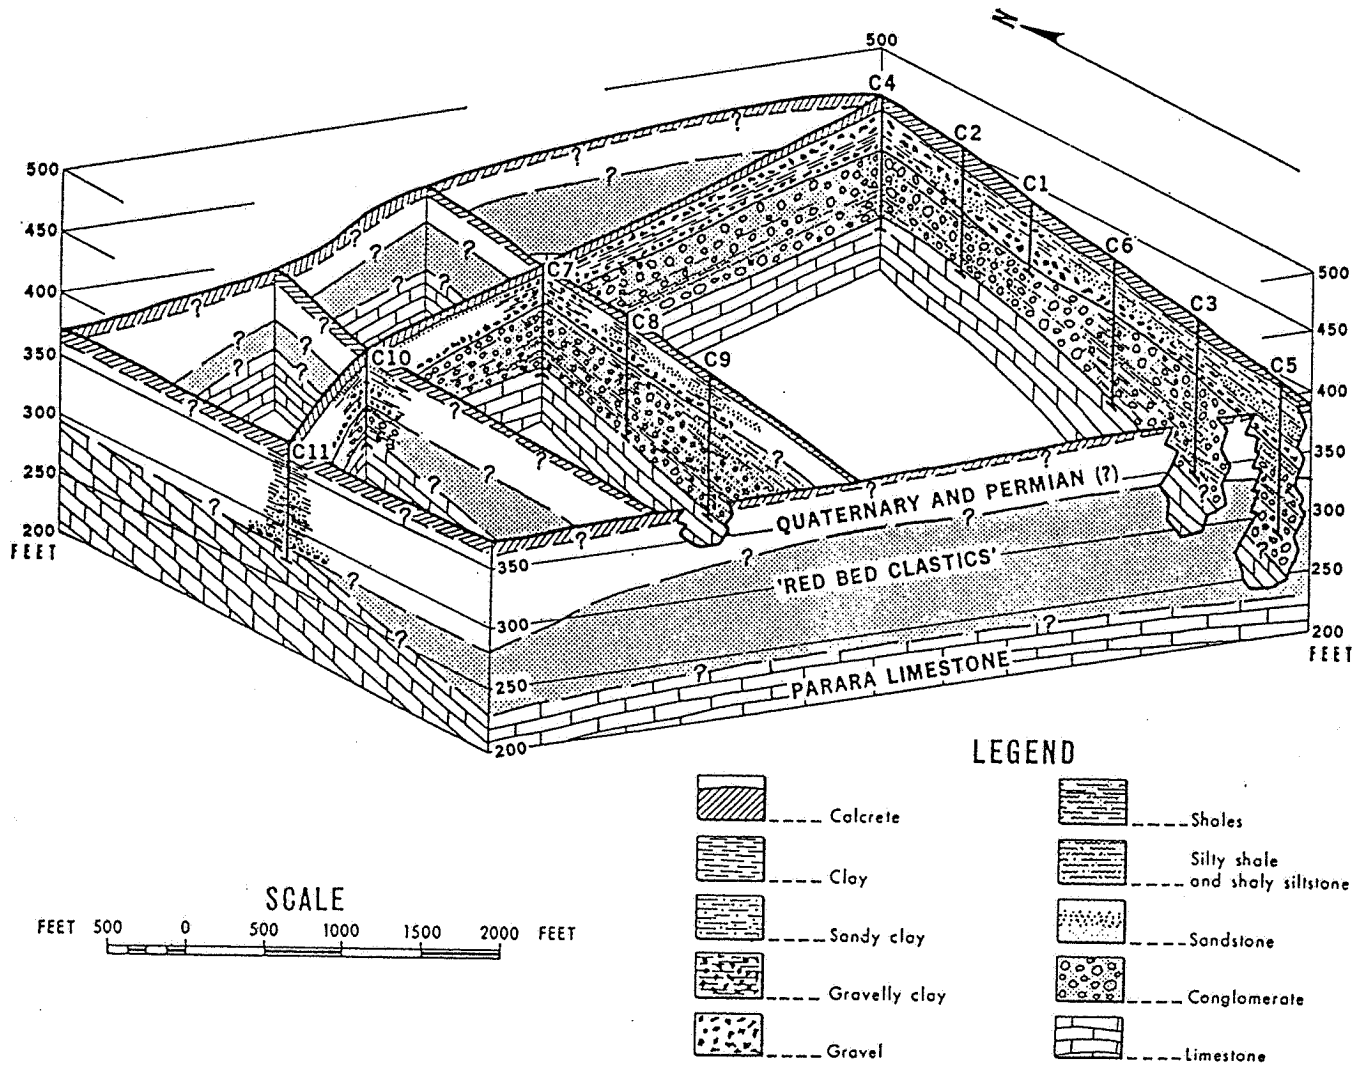 N
500
C4
C2
C1
C6
C3
C5
500
450
400
350
300
250
200
FEET
500
450
400
350
300
250
200
FEET
C7
C8
C9
C10
C11
350
300
250
200
QUATERNARY AND PERMIAN (?)
'RED BED CLASTICS'
PARARA LIMESTONE
? ? ? ? ? ? ? ? ? ? ? ? ? ? ? ? ? ? ? ? ? ? ? ? ? ? ? ? ? ? ? ?
LEGEND
Calcrete
Clay
Sandy clay
Gravelly clay
Gravel
Shales
Silty shale
and shaly siltstone
Sandstone
Conglomerate
Limestone
SCALE
FEET 500 0 500 1000 1500 2000 FEET